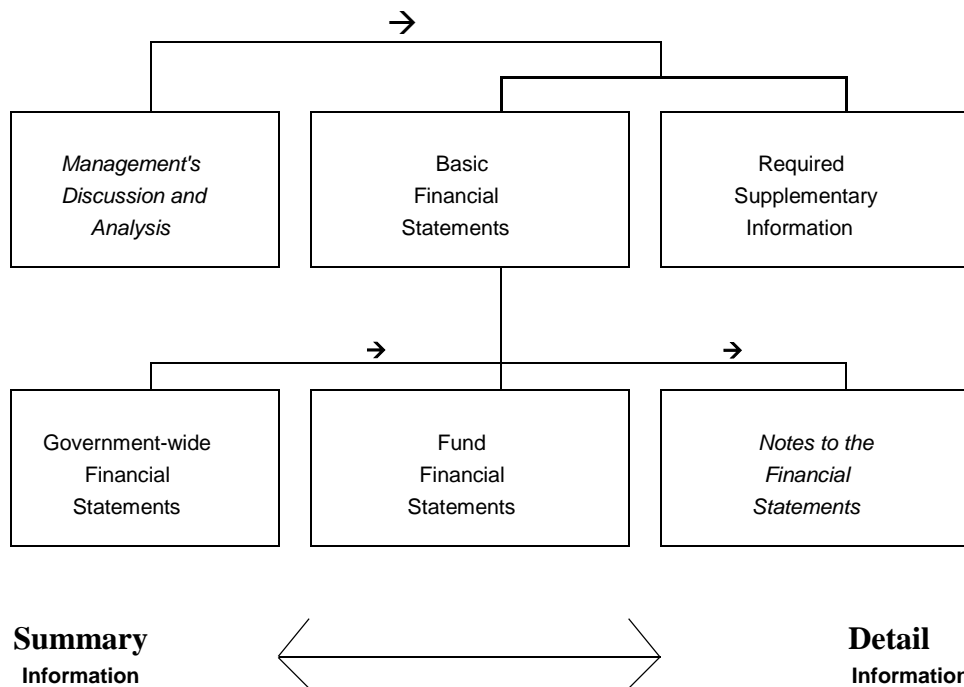 →
Management's
Discussion and
Analysis
Basic
Financial
Statements
Required
Supplementary
Information
→ →
Government-wide
Financial
Statements
Fund
Financial
Statements
Notes to the
Financial
Statements
Summary
Information
Detail
Information